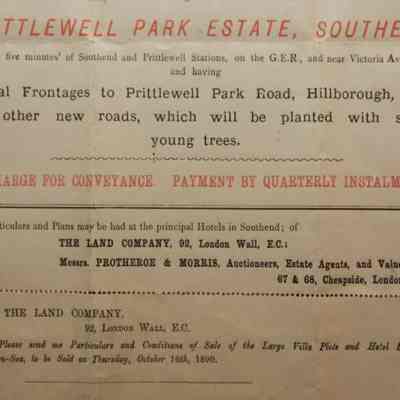 ITTLEWELL PARK ESTATE, SOUTHE
five minutes' of Southend and Prittlewell Stations, on the G.E.R., and near Victoria Av
and having
al Frontages to Prittlewell Park Road, Hillborough,
other new roads, which will be planted with s
young trees.
HARGE FOR CONVEYANCE. PAYMENT BY QUARTERLY INSTALM
ticulars and Plans may be had at the principal Hotels in Southend; of
THE LAND COMPANY, 92, London Wall, E.C.;
Messrs. PROTHEROE & MORRIS, Auctioneers, Estate Agents, and Value
67 & 68, Cheapside, London
THE LAND COMPANY,
92, LONDON WALL, E.C.
Please send me Particulars and Conditions of Sale of the Large Villa Plots and Hotel
n-Sea, to be Sold on Thursday, October 16th, 1890.